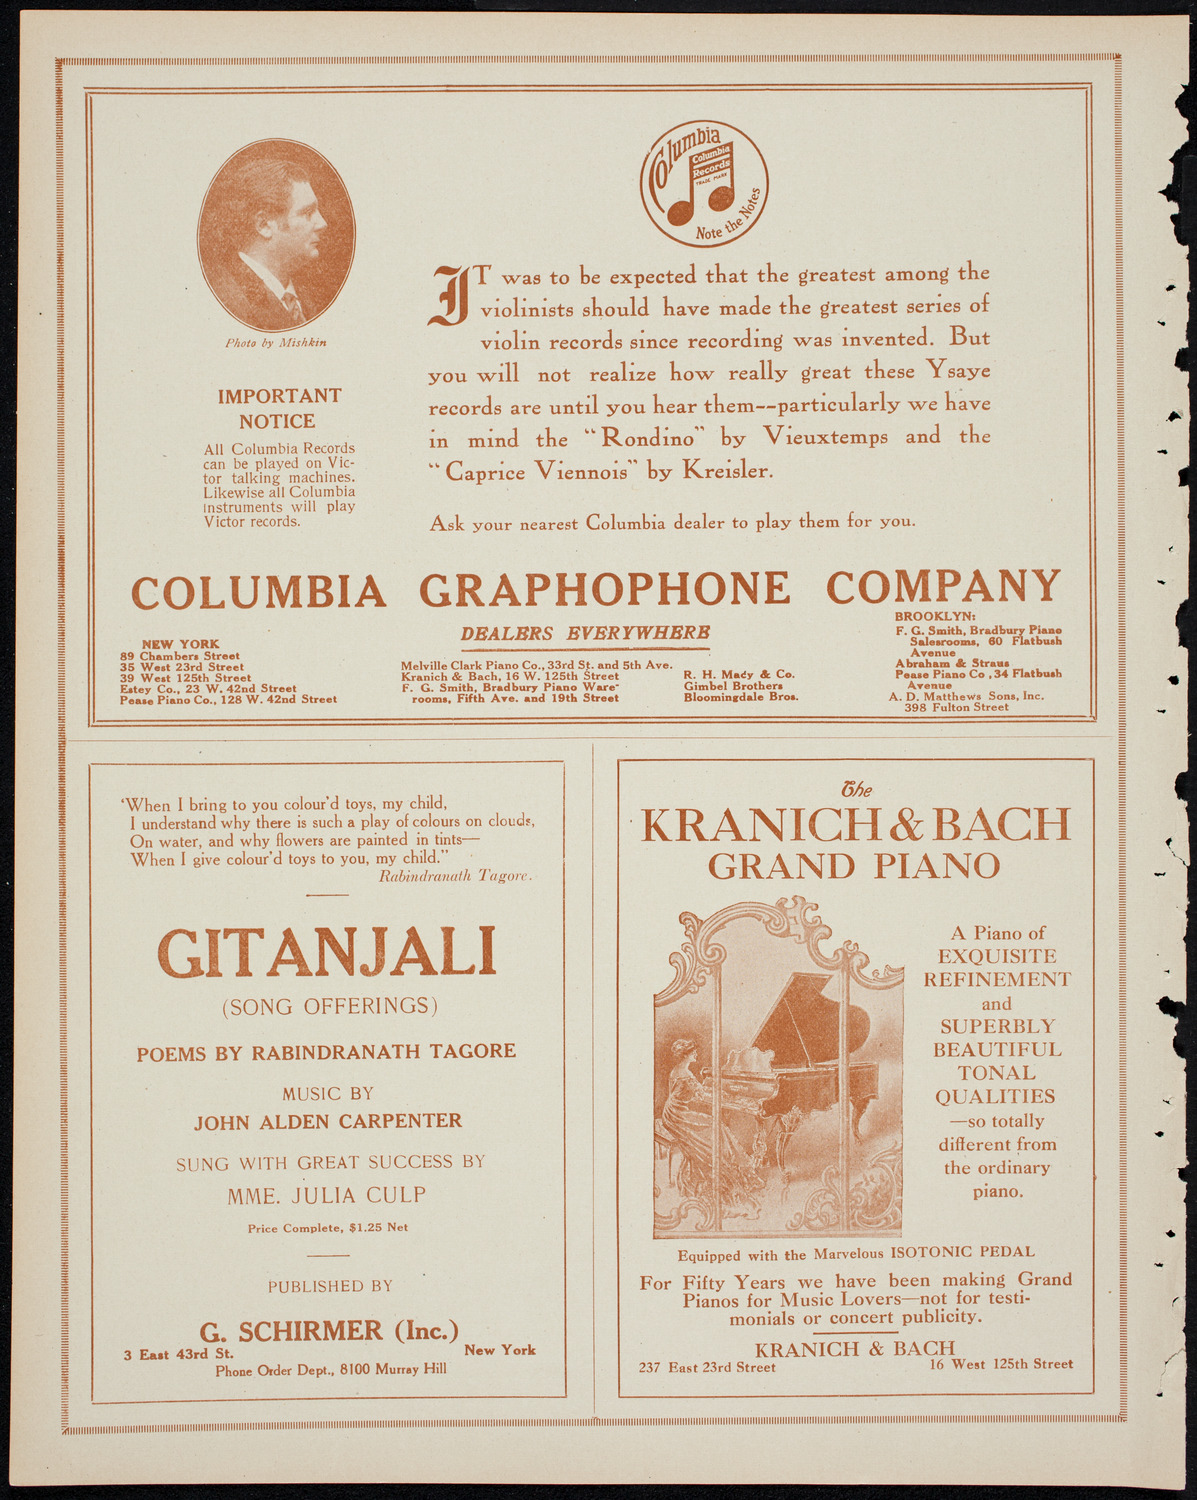 Columbia
Columbia
Records
TRADE MARK
Note the Notes
Photo by Mishkin
IMPORTANT
NOTICE
All Columbia Records
can be played on Vic-
tor talking machines.
Likewise all Columbia
Instruments will play
Victor records.
IT was to be expected that the greatest among the
violinists should have made the greatest series of
violin records since recording was invented. But
you will not realize how really great these Ysaye
records are until you hear them--particularly we have
in mind the "Rondino" by Vieuxtemps and the
"Caprice Viennois" by Kreisler.
Ask your nearest Columbia dealer to play them for you.
COLUMBIA GRAPHOPHONE COMPANY
DEALERS EVERYWHERE
NEW YORK
89 Chambers Street
35 West 23rd Street
39 West 125th Street
Estey Co., 23 W. 42nd Street
Pease Piano Co., 128 W. 42nd Street
Melville Clark Piano Co., 33rd St. and 5th Ave.
Kranich & Bach, 16 W. 125th Street
F. G. Smith, Bradbury Piano Ware-
rooms, Fifth Ave. and 19th Street
R. H. Macy & Co.
Gimbel Brothers
Bloomingdale Bros.
BROOKLYN:
F. G. Smith, Bradbury Piano
Salesrooms, 60 Flatbush
Avenue
Abraham & Straus
Pease Piano Co ,34 Flatbush
Avenue
A. D. Matthews Sons, Inc.
398 Fulton Street
'When I bring to you colour'd toys, my child,
I understand why there is such a play of colours on clouds,
On water, and why flowers are painted in tints—
When I give colour'd toys to you, my child."
Rabindranath Tagore.
GITANJALI
(SONG OFFERINGS)
POEMS BY RABINDRANATH TAGORE
MUSIC BY
JOHN ALDEN CARPENTER
SUNG WITH GREAT SUCCESS BY
MME. JULIA CULP
Price Complete, $1.25 Net
PUBLISHED BY
G. SCHIRMER (Inc.)
3 East 43rd St. New York
Phone Order Dept., 8100 Murray Hill
The
KRANICH & BACH
GRAND PIANO
A Piano of
EXQUISITE
REFINEMENT
and
SUPERBLY
BEAUTIFUL
TONAL
QUALITIES
—so totally
different from
the ordinary
piano.
Equipped with the Marvelous ISOTONIC PEDAL
For Fifty Years we have been making Grand
Pianos for Music Lovers—not for testi-
monials or concert publicity.
KRANICH & BACH
237 East 23rd Street 16 West 125th Street